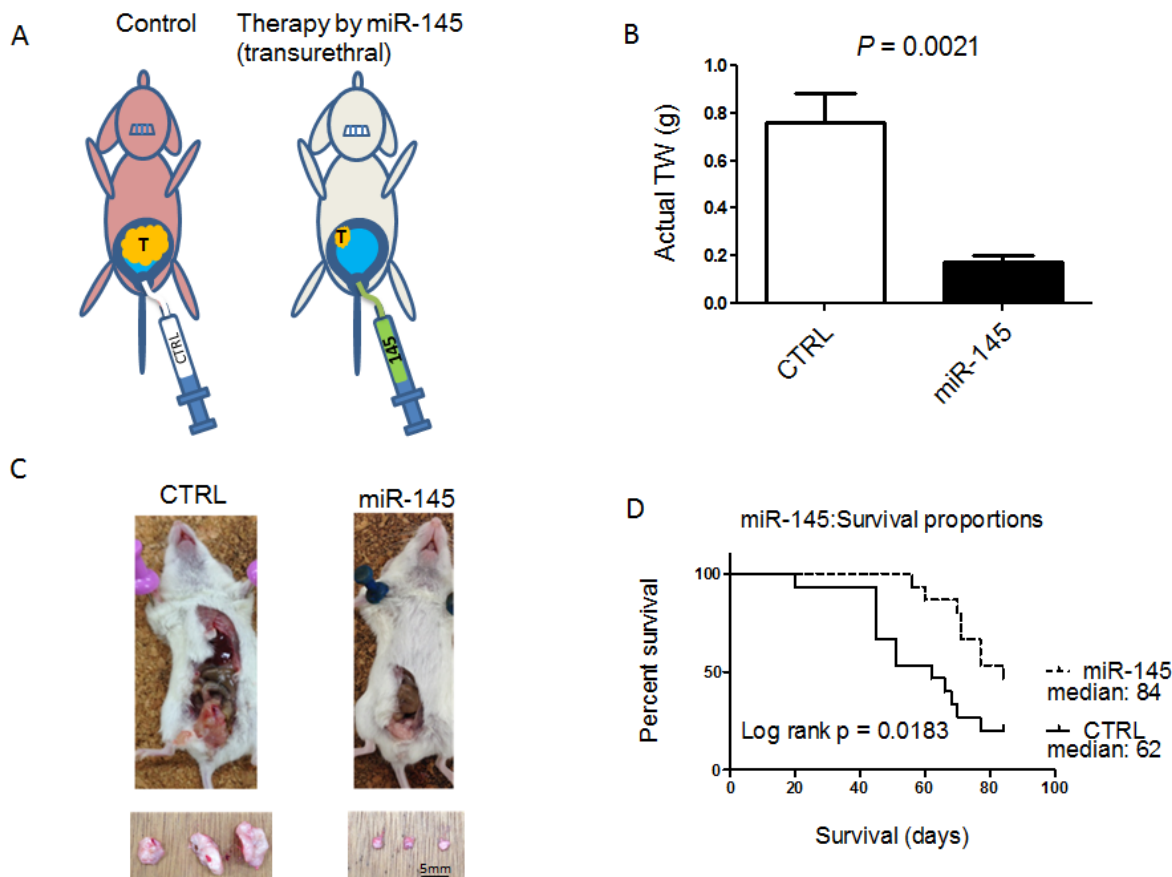 A
Control
Therapy by miR-145
(transurethral)
T
T
CTRL
145
B
P = 0.0021
Actual TW (g)
1.0
0.8
0.6
0.4
0.2
0.0
CTRL
miR-145
C
CTRL
miR-145
5mm
D
miR-145:Survival proportions
Percent survival
100
50
0
Log rank p = 0.0183
miR-145
median: 84
CTRL
median: 62
0 20 40 60 80 100
Survival (days)